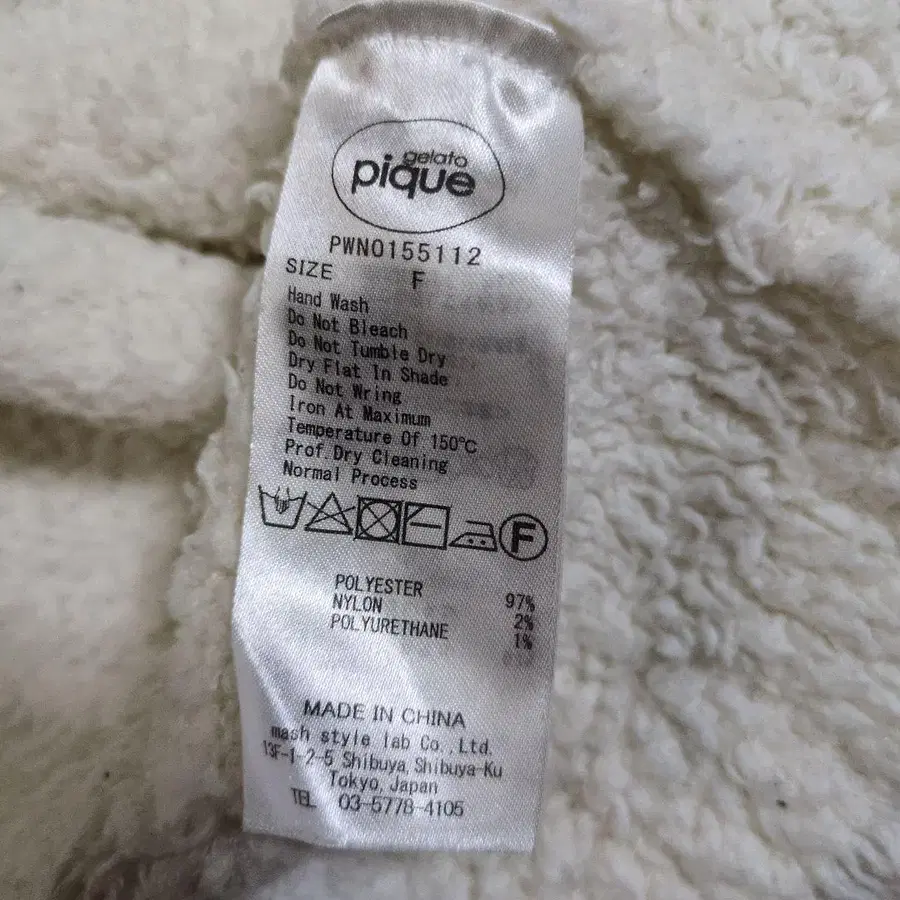 gelato
pique
PWNO155112
SIZE
F
Hand Wash
Do Not Bleach
Do Not Tumble Dry
Dry Flat In Shade
Do Not Wring
Iron At Maximum
Temperature Of 150℃
Prof.Dry Cleaning
Normal Process
F
POLYESTER 97%
NYLON 2%
POLYURETHANE 1%
MADE IN CHINA
mash style lab Co., Ltd.
13F-1-2-5 Shibuya, Shibuya-Ku
Tokyo, Japan
TEL 03-5778-4105